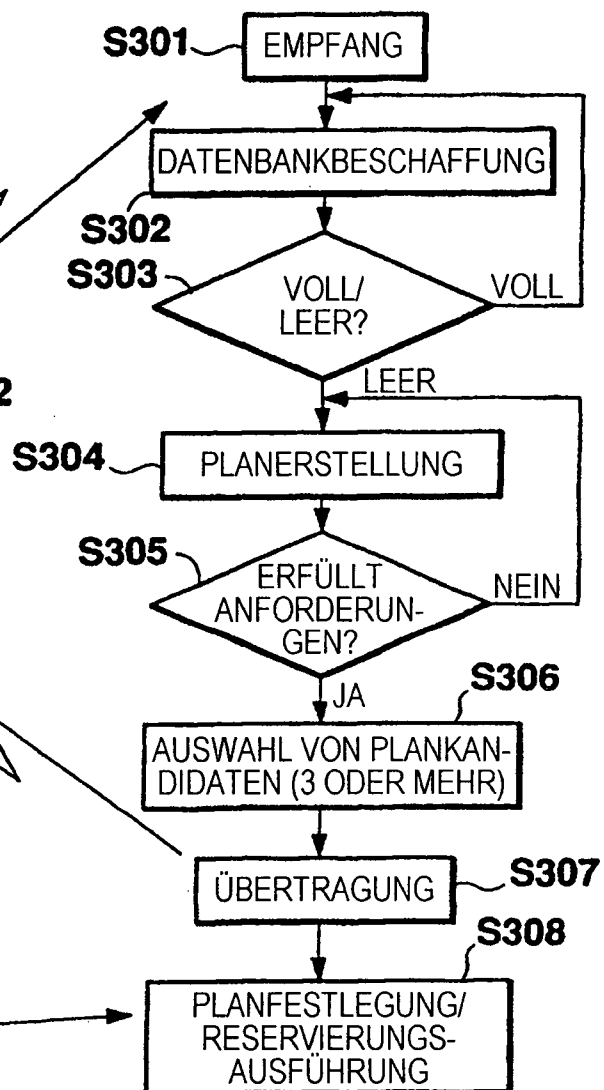 S301
EMPFANG
DATENBANKBESCHAFFUNG
S302
S303
VOLL/
LEER?
VOLL
LEER
2
S304
PLANERSTELLUNG
S305
ERFÜLLT
ANFORDERUN-
GEN?
NEIN
JA
S306
AUSWAHL VON PLANKAN-
DIDATEN (3 ODER MEHR)
ÜBERTRAGUNG
S307
S308
PLANFESTLEGUNG/
RESERVIERUNGS-
AUSFÜHRUNG